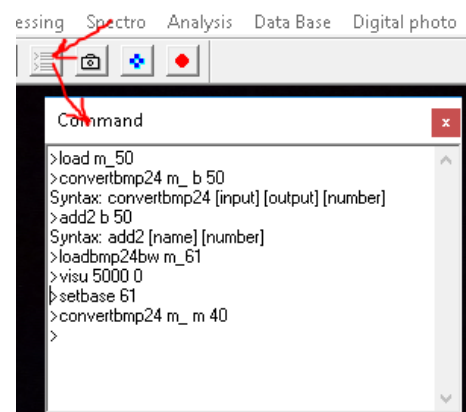 essing Spectro Analysis Data Base Digital photo
Command
x
>load m_50
>convertbmp24 m_ b 50
Syntax: convertbmp24 [input] [output] [number]
>add2 b 50
Syntax: add2 [name] [number]
>loadbmp24bw m_61
>visu 5000 0
>setbase 61
>convertbmp24 m_ m 40
>